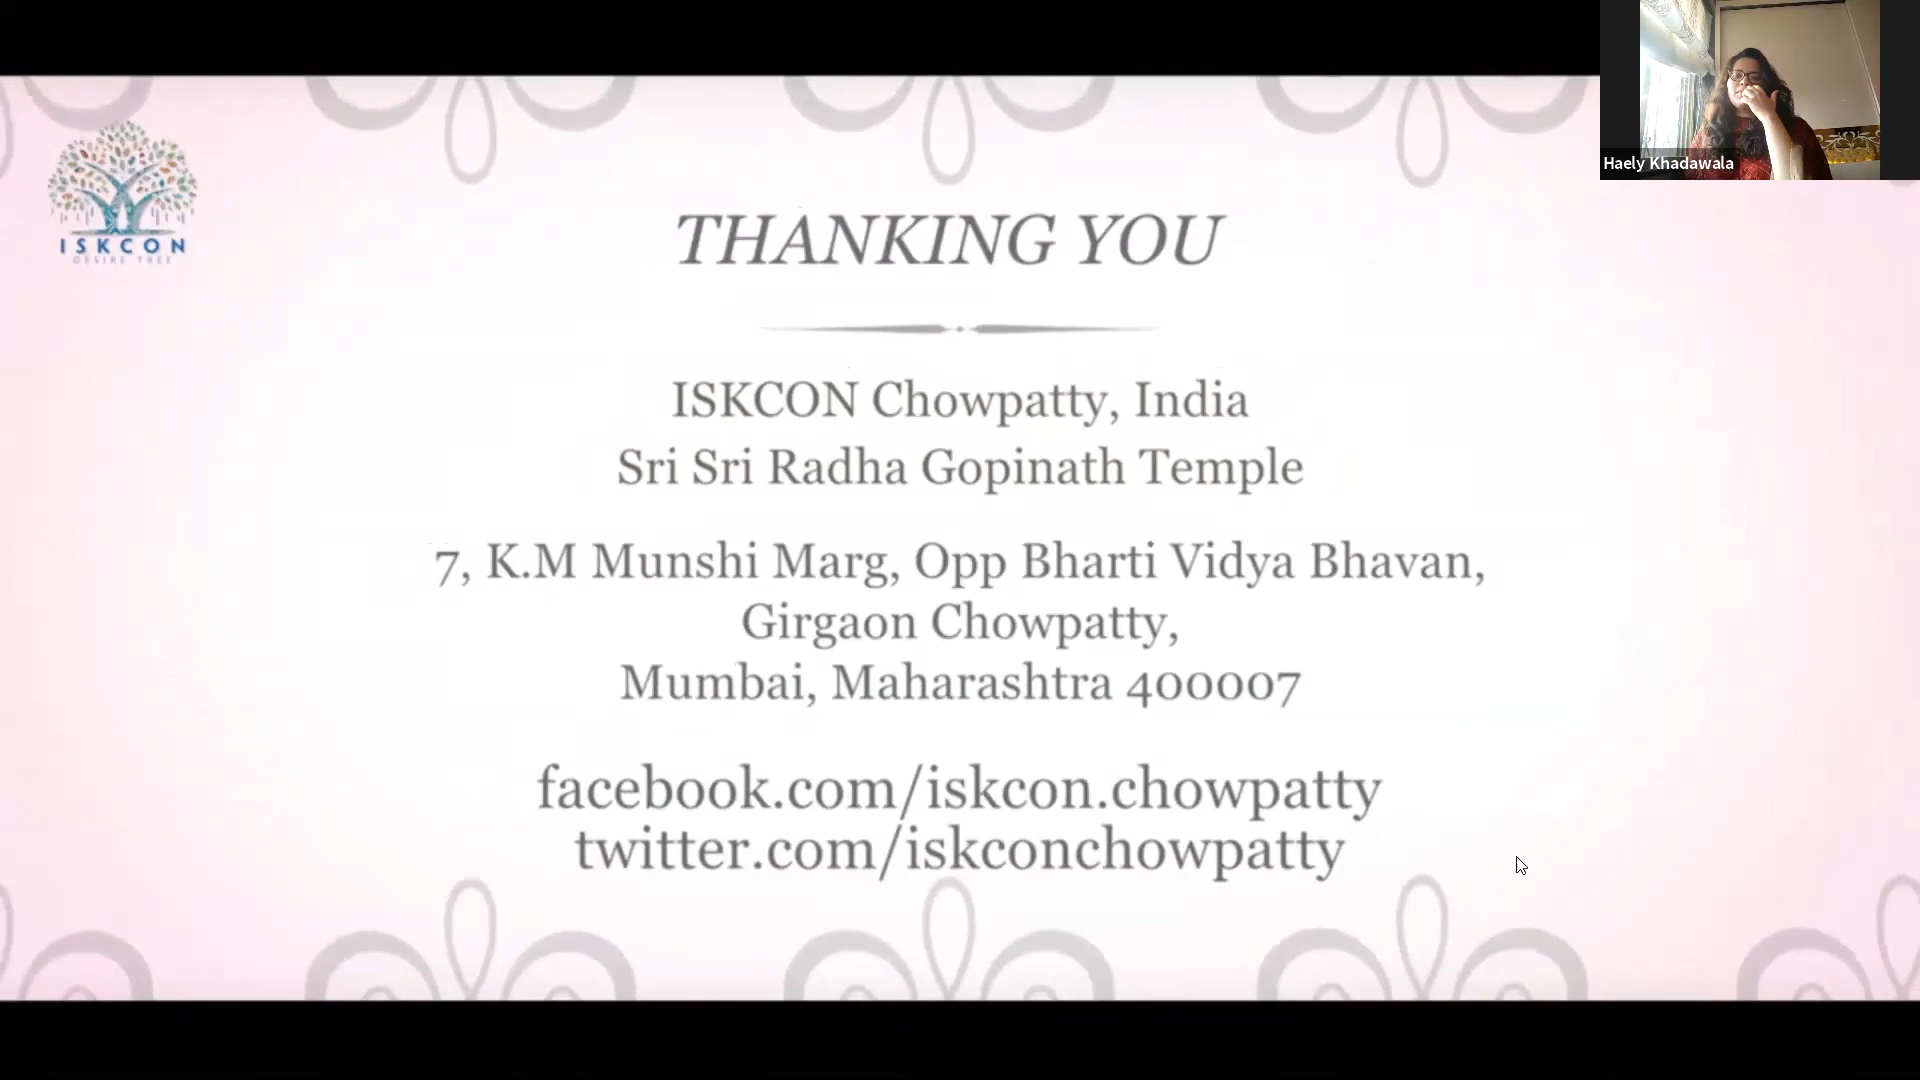 Haely Khadawala
ISKCON
DESIRE TREE
THANKING YOU
ISKCON Chowpatty, India
Sri Sri Radha Gopinath Temple
7, K.M Munshi Marg, Opp Bharti Vidya Bhavan,
Girgaon Chowpatty,
Mumbai, Maharashtra 400007
facebook.com/iskcon.chowpatty
twitter.com/iskconchowpatty